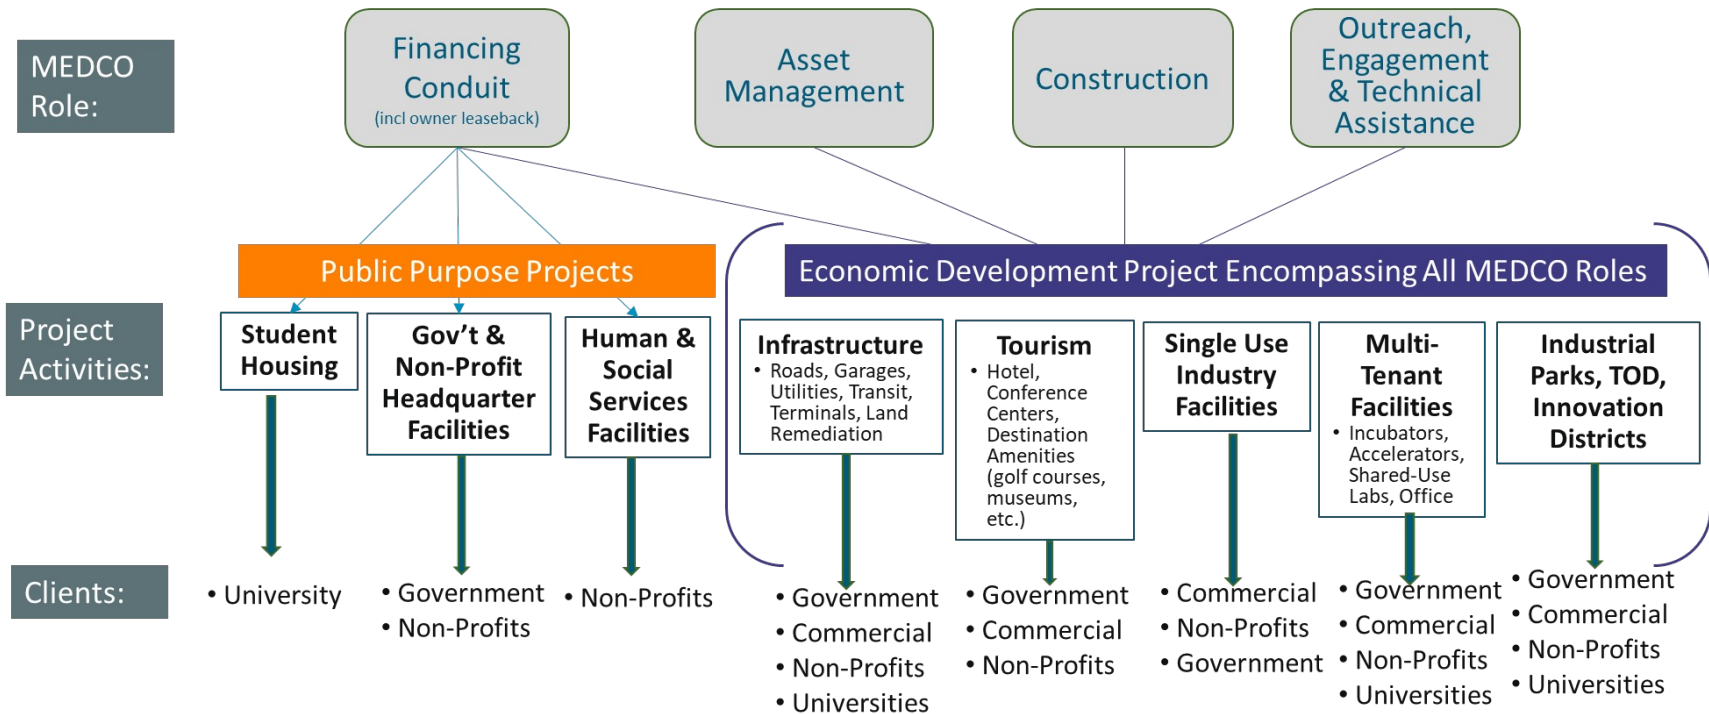 MEDCO
Role:
Financing
Conduit
(incl owner leaseback)
Asset
Management
Construction
Outreach,
Engagement
& Technical
Assistance
Public Purpose Projects
Economic Development Project Encompassing All MEDCO Roles
Project
Activities:
Student
Housing
Gov’t &
Non-Profit
Headquarter
Facilities
Human &
Social
Services
Facilities
Infrastructure
• Roads, Garages,
Utilities, Transit,
Terminals, Land
Remediation
Tourism
• Hotel,
Conference
Centers,
Destination
Amenities
(golf courses,
museums,
etc.)
Single Use
Industry
Facilities
Multi-
Tenant
Facilities
• Incubators,
Accelerators,
Shared-Use
Labs, Office
Industrial
Parks, TOD,
Innovation
Districts
Clients:
• University
• Government
• Non-Profits
• Non-Profits
• Government
• Commercial
• Non-Profits
• Universities
• Government
• Commercial
• Non-Profits
• Commercial
• Non-Profits
• Government
• Government
• Commercial
• Non-Profits
• Universities
• Government
• Commercial
• Non-Profits
• Universities